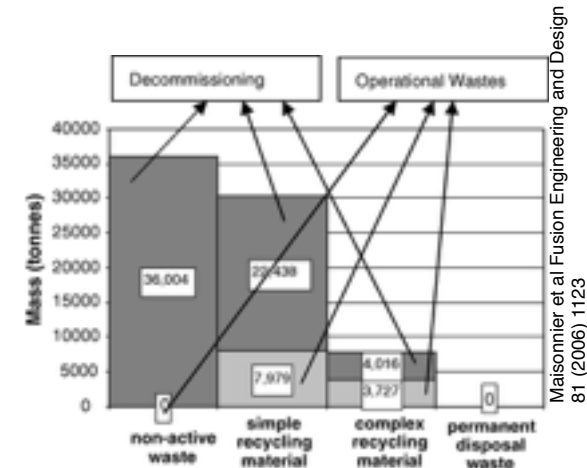 Decommissioning
Operational Wastes
Mass (tonnes)
40000
35000
30000
25000
20000
15000
10000
5000
0
36,004
22,438
7,979
4,016
3,727
0
0
non-active
waste
simple
recycling
material
complex
recycling
material
permanent
disposal
waste
Maisonnier et al Fusion Engineering and Design
81 (2006) 1123